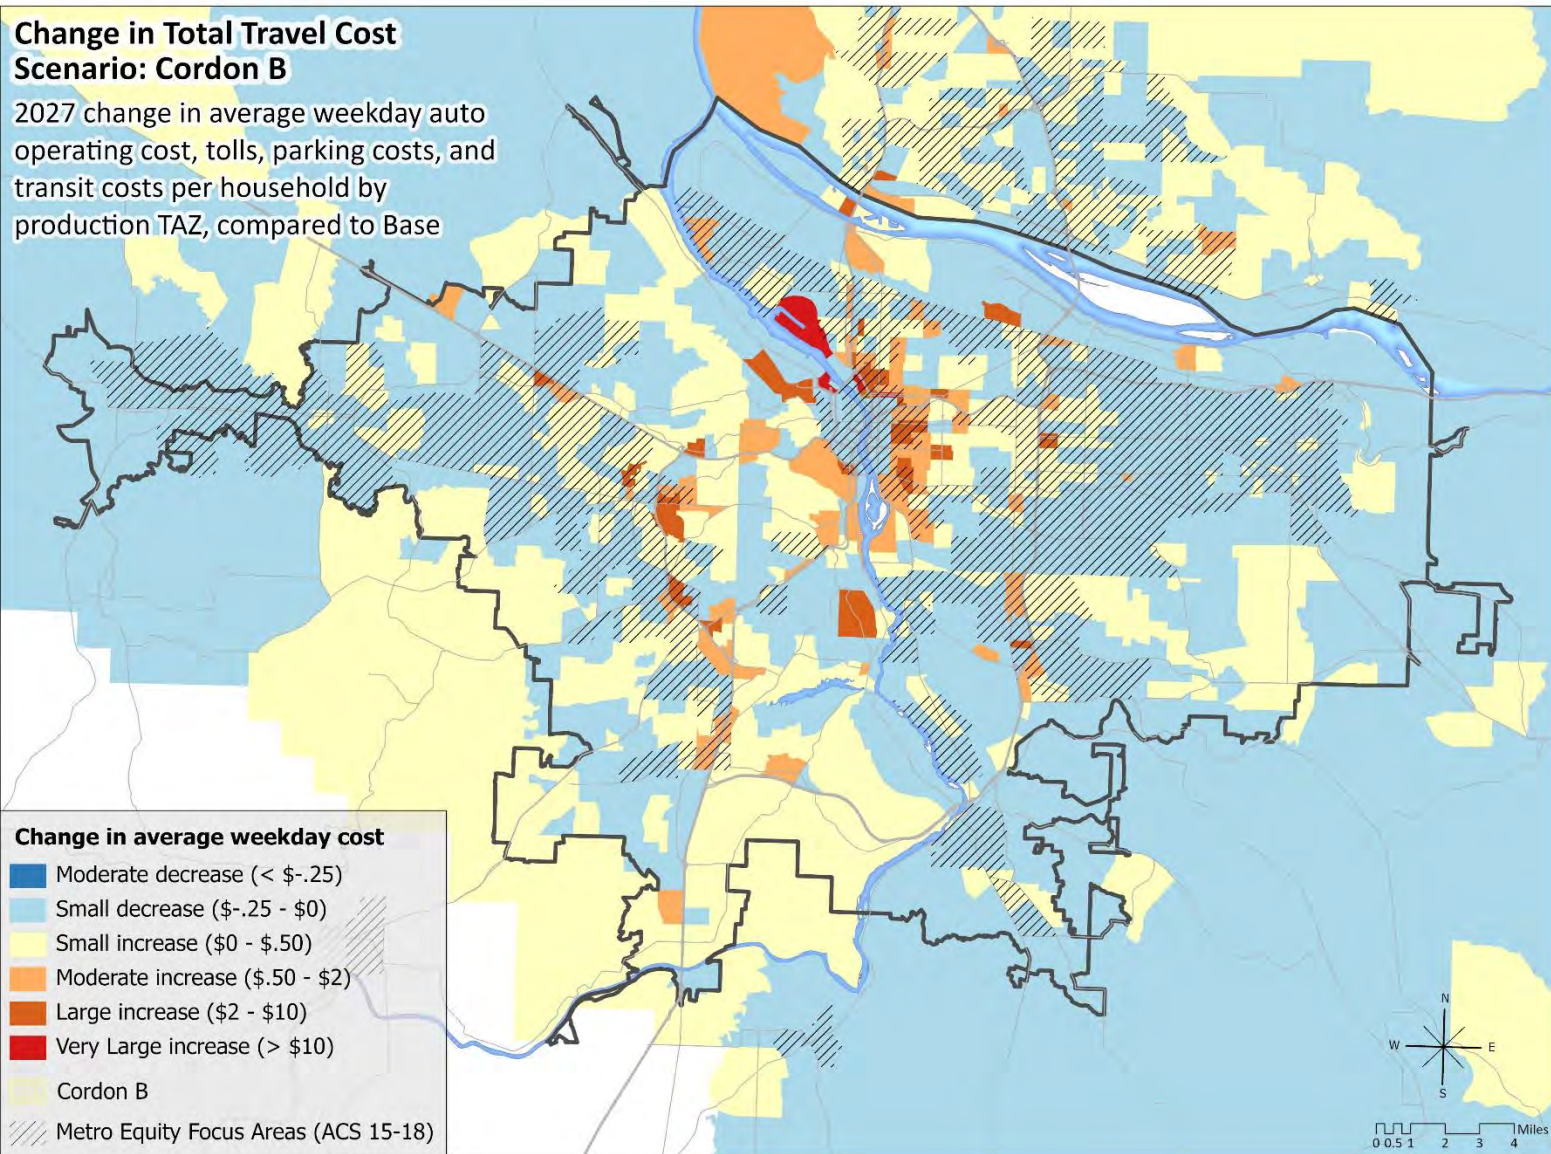 Change in Total Travel Cost
Scenario: Cordon B
2027 change in average weekday auto
operating cost, tolls, parking costs, and
transit costs per household by
production TAZ, compared to Base
Change in average weekday cost
Moderate decrease (< $-.25)
Small decrease ($-.25 - $0)
Small increase ($0 - $.50)
Moderate increase ($.50 - $2)
Large increase ($2 - $10)
Very Large increase (> $10)
Cordon B
Metro Equity Focus Areas (ACS 15-18)
N
W E
S
Miles
0 0.5 1 2 3 4